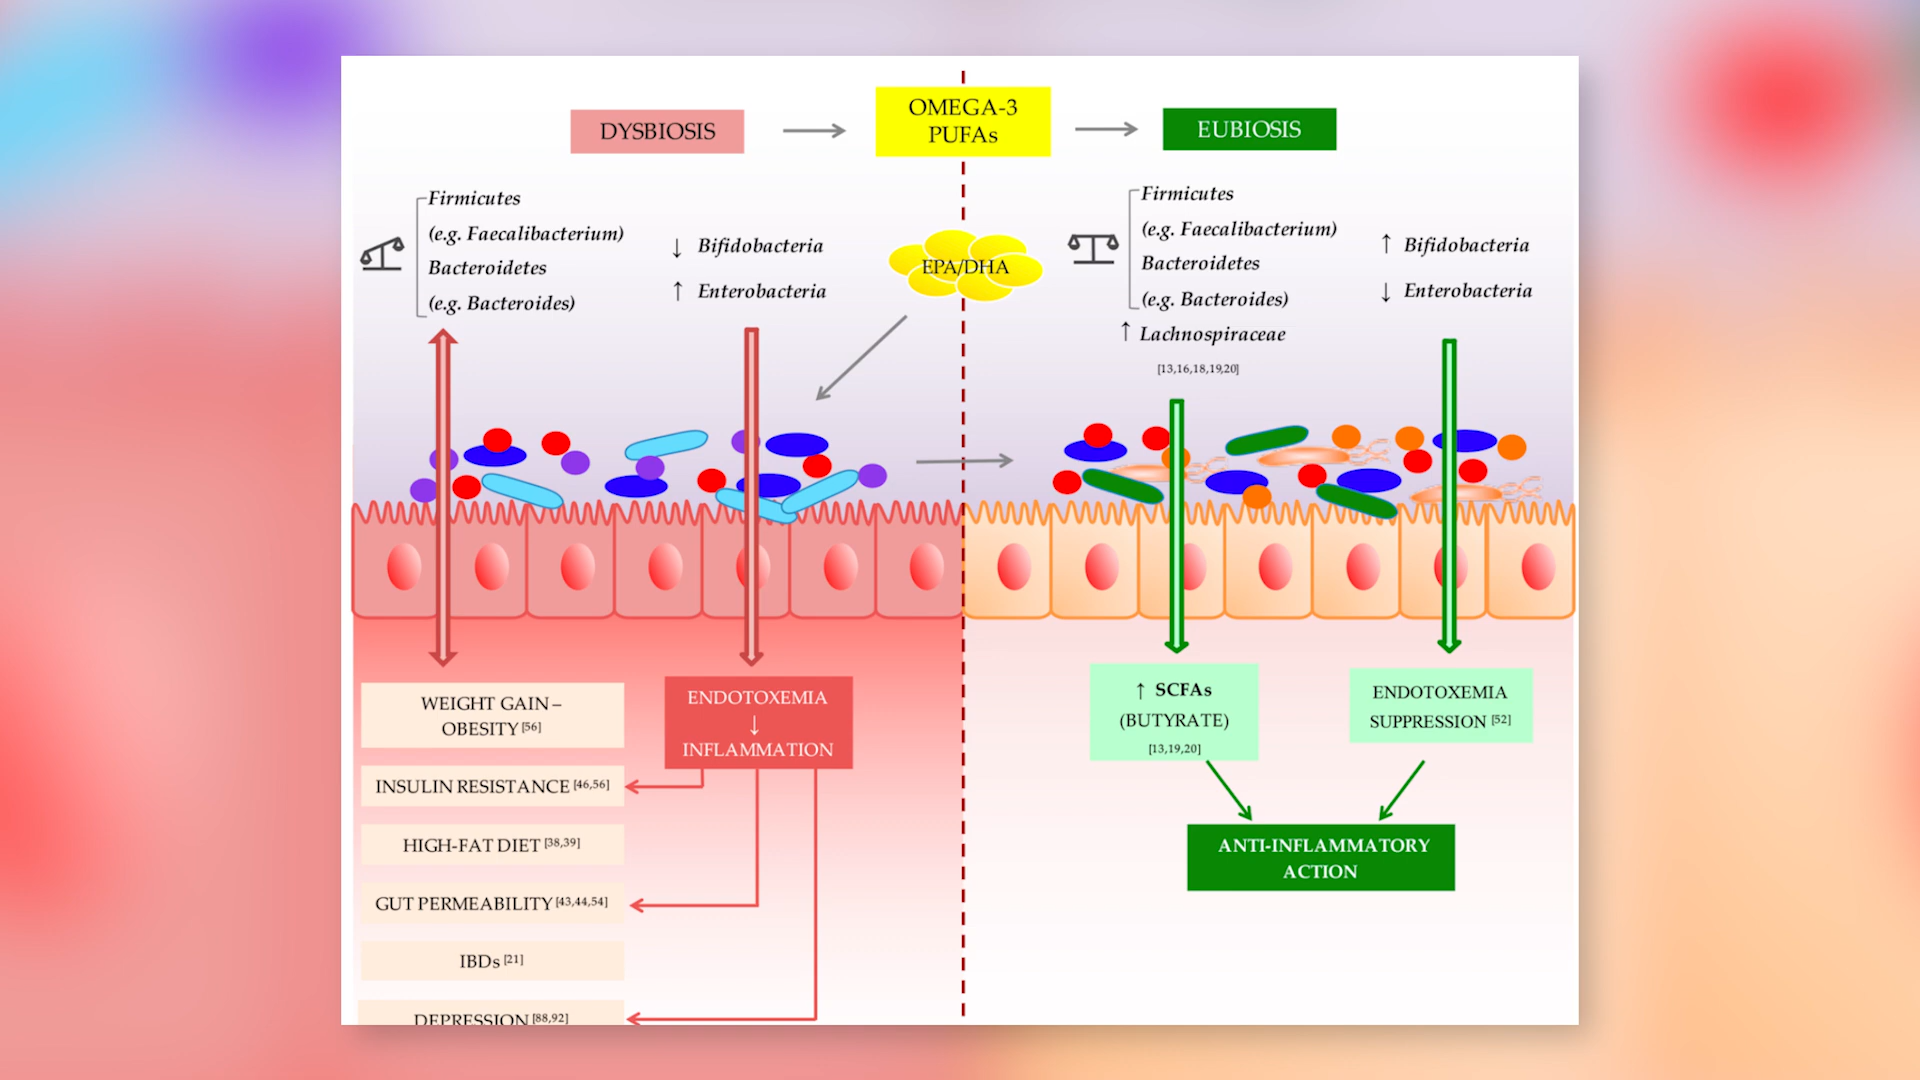 DYSBIOSIS
OMEGA-3
PUFAs
EUBIOSIS
Firmicutes
(e.g. Faecalibacterium)
Bacteroidetes
(e.g. Bacteroides)
↓ Bifidobacteria
↑ Enterobacteria
EPA/DHA
Firmicutes
(e.g. Faecalibacterium)
Bacteroidetes
(e.g. Bacteroides)
↑ Lachnospiraceae
[13,16,18,19,20]
↑ Bifidobacteria
↓ Enterobacteria
WEIGHT GAIN –
OBESITY [56]
INSULIN RESISTANCE [46,56]
HIGH-FAT DIET [38,39]
GUT PERMEABILITY [43,44,54]
IBDs [21]
DEPRESSION [88,92]
ENDOTOXEMIA
↓
INFLAMMATION
↑ SCFAs
(BUTYRATE)
[13,19,20]
ENDOTOXEMIA
SUPPRESSION [52]
ANTI-INFLAMMATORY
ACTION